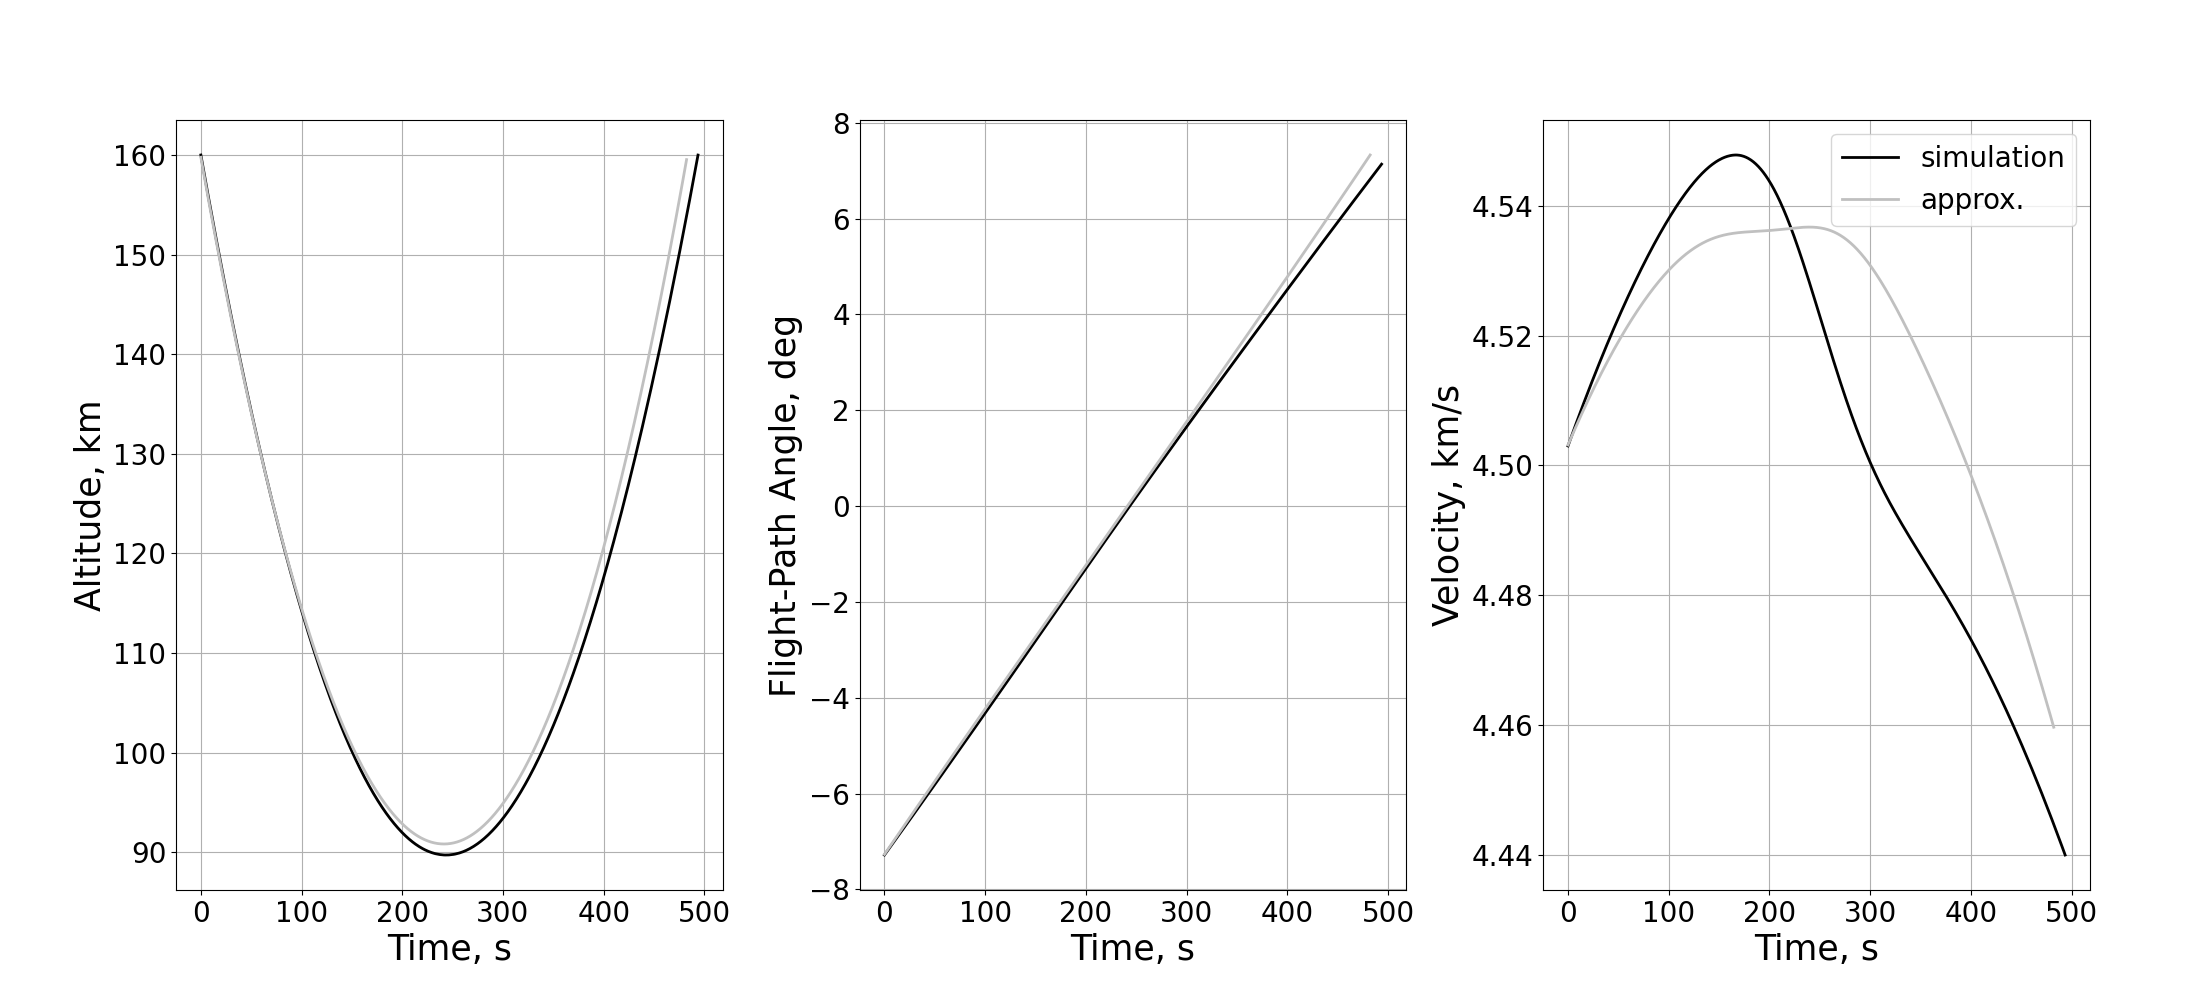 160
150
140
130
120
110
100
90
Altitude, km
0 100 200 300 400 500
Time, s
8
6
4
2
0
−2
−4
−6
−8
Flight-Path Angle, deg
0 100 200 300 400 500
Time, s
4.54
4.52
4.50
4.48
4.46
4.44
Velocity, km/s
simulation
approx.
0 100 200 300 400 500
Time, s